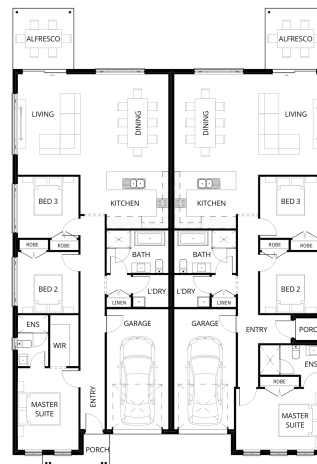 ALFRESCO ALFRESCO
LIVING DINING DINING LIVING
KITCHEN KITCHEN
BED 3 BED 3
ROBE ROBE ROBE ROBE
BATH BATH
BED 2 L'DRY L'DRY BED 2
LINEN LINEN
ENS GARAGE GARAGE ENTRY PORC
WIR ENS
ROBE
MASTER SUITE ENTRY MASTER SUITE
PORCH